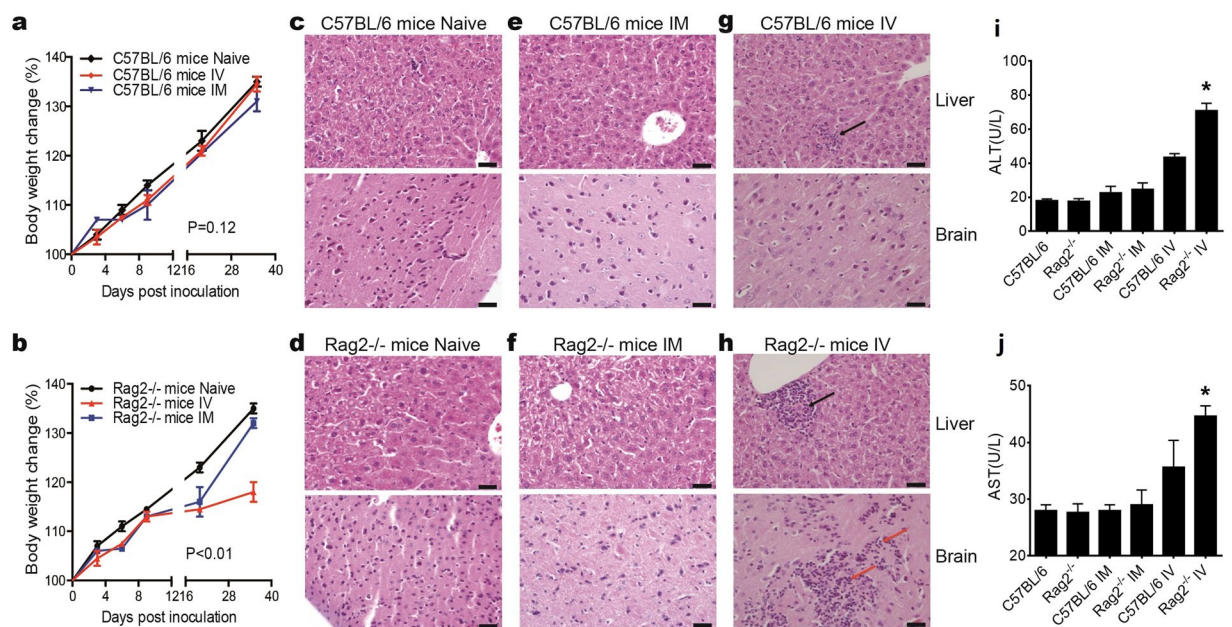 a
Body weight change (%)
140
130
120
110
100
C57BL/6 mice Naive
C57BL/6 mice IV
C57BL/6 mice IM
P=0.12
0 4 8 12 16 28 40
Days post inoculation
b
Body weight change (%)
140
130
120
110
100
Rag2-/- mice Naive
Rag2-/- mice IV
Rag2-/- mice IM
P<0.01
0 4 8 12 16 28 40
Days post inoculation
c
C57BL/6 mice Naive
e
C57BL/6 mice IM
g
C57BL/6 mice IV
Liver
Brain
d
Rag2-/- mice Naive
f
Rag2-/- mice IM
h
Rag2-/- mice IV
Liver
Brain
i
ALT(U/L)
100
80
60
40
20
0
*
C57BL/6
Rag2-/-
C57BL/6 IM
Rag2-/- IM
C57BL/6 IV
Rag2-/- IV
j
AST(U/L)
50
40
30
20
*
C57BL/6
Rag2-/-
C57BL/6 IM
Rag2-/- IM
C57BL/6 IV
Rag2-/- IV